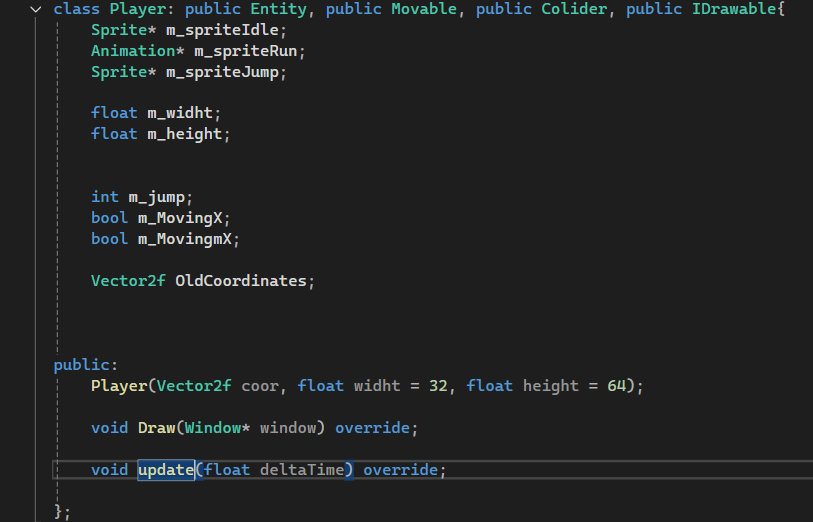 class Player: public Entity, public Movable, public Colider, public IDrawable{
Sprite* m_spriteIdle;
Animation* m_spriteRun;
Sprite* m_spriteJump;
float m_widht;
float m_height;
int m_jump;
bool m_MovingX;
bool m_MovingmX;
Vector2f OldCoordinates;
public:
Player(Vector2f coor, float widht = 32, float height = 64);
void Draw(Window* window) override;
void update(float deltaTime) override;
};